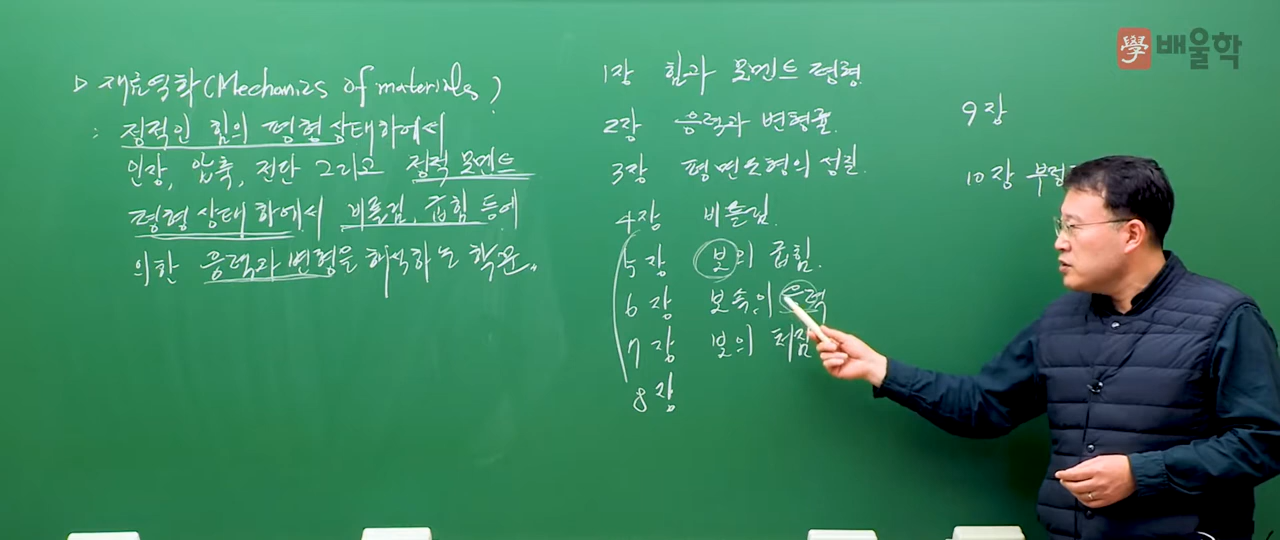 學 배울학
▷ 재료역학 (Mechanics of materials)
: 정적인 힘의 평형상태하에서
인장, 압축, 전단 그리고 정적 모멘트
평형상태하에서 비틀림, 굽힘 등에
의한 응력과 변형을 해석하는 학문.
1장 힘과 모멘트 평형
2장 응력과 변형률.
3장 평면도형의 성질.
4장 비틀림.
5장 보의 굽힘.
6장 보속의 응력
7장 보의 처짐
8장
9장
10장